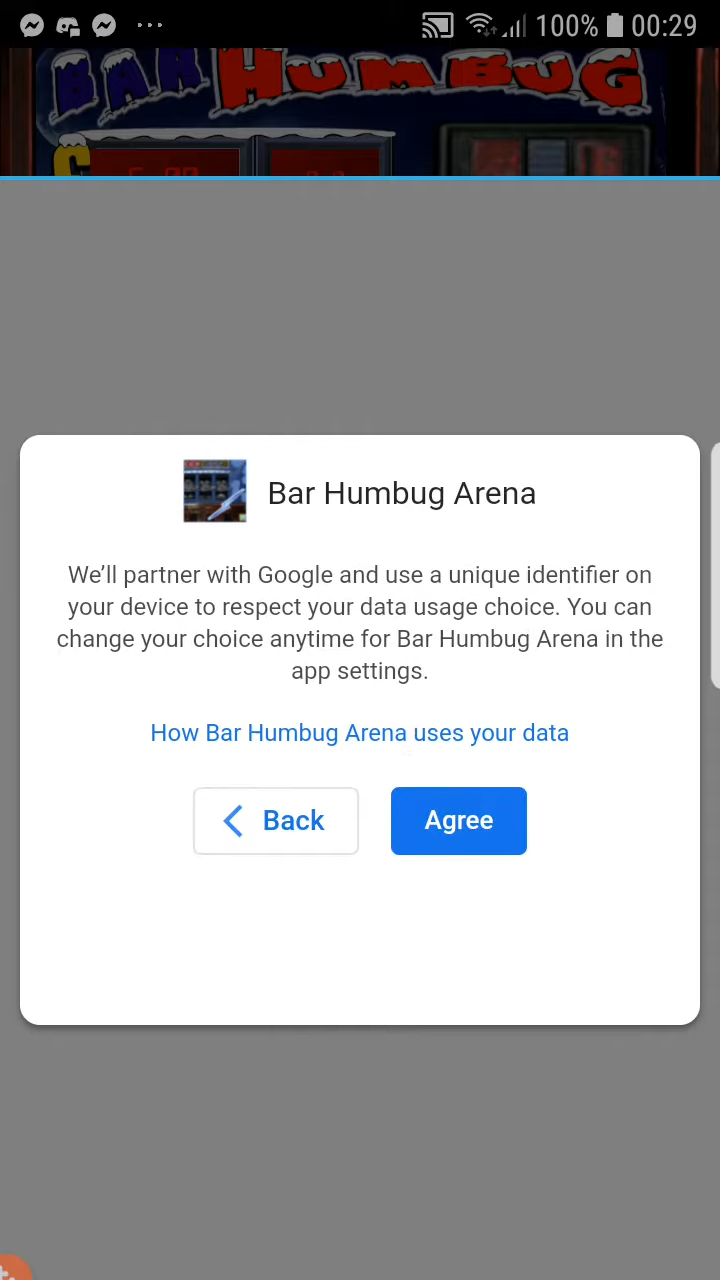 100% 00:29
BAR HUMBUG
Bar Humbug Arena
We’ll partner with Google and use a unique identifier on
your device to respect your data usage choice. You can
change your choice anytime for Bar Humbug Arena in the
app settings.
How Bar Humbug Arena uses your data
Back
Agree